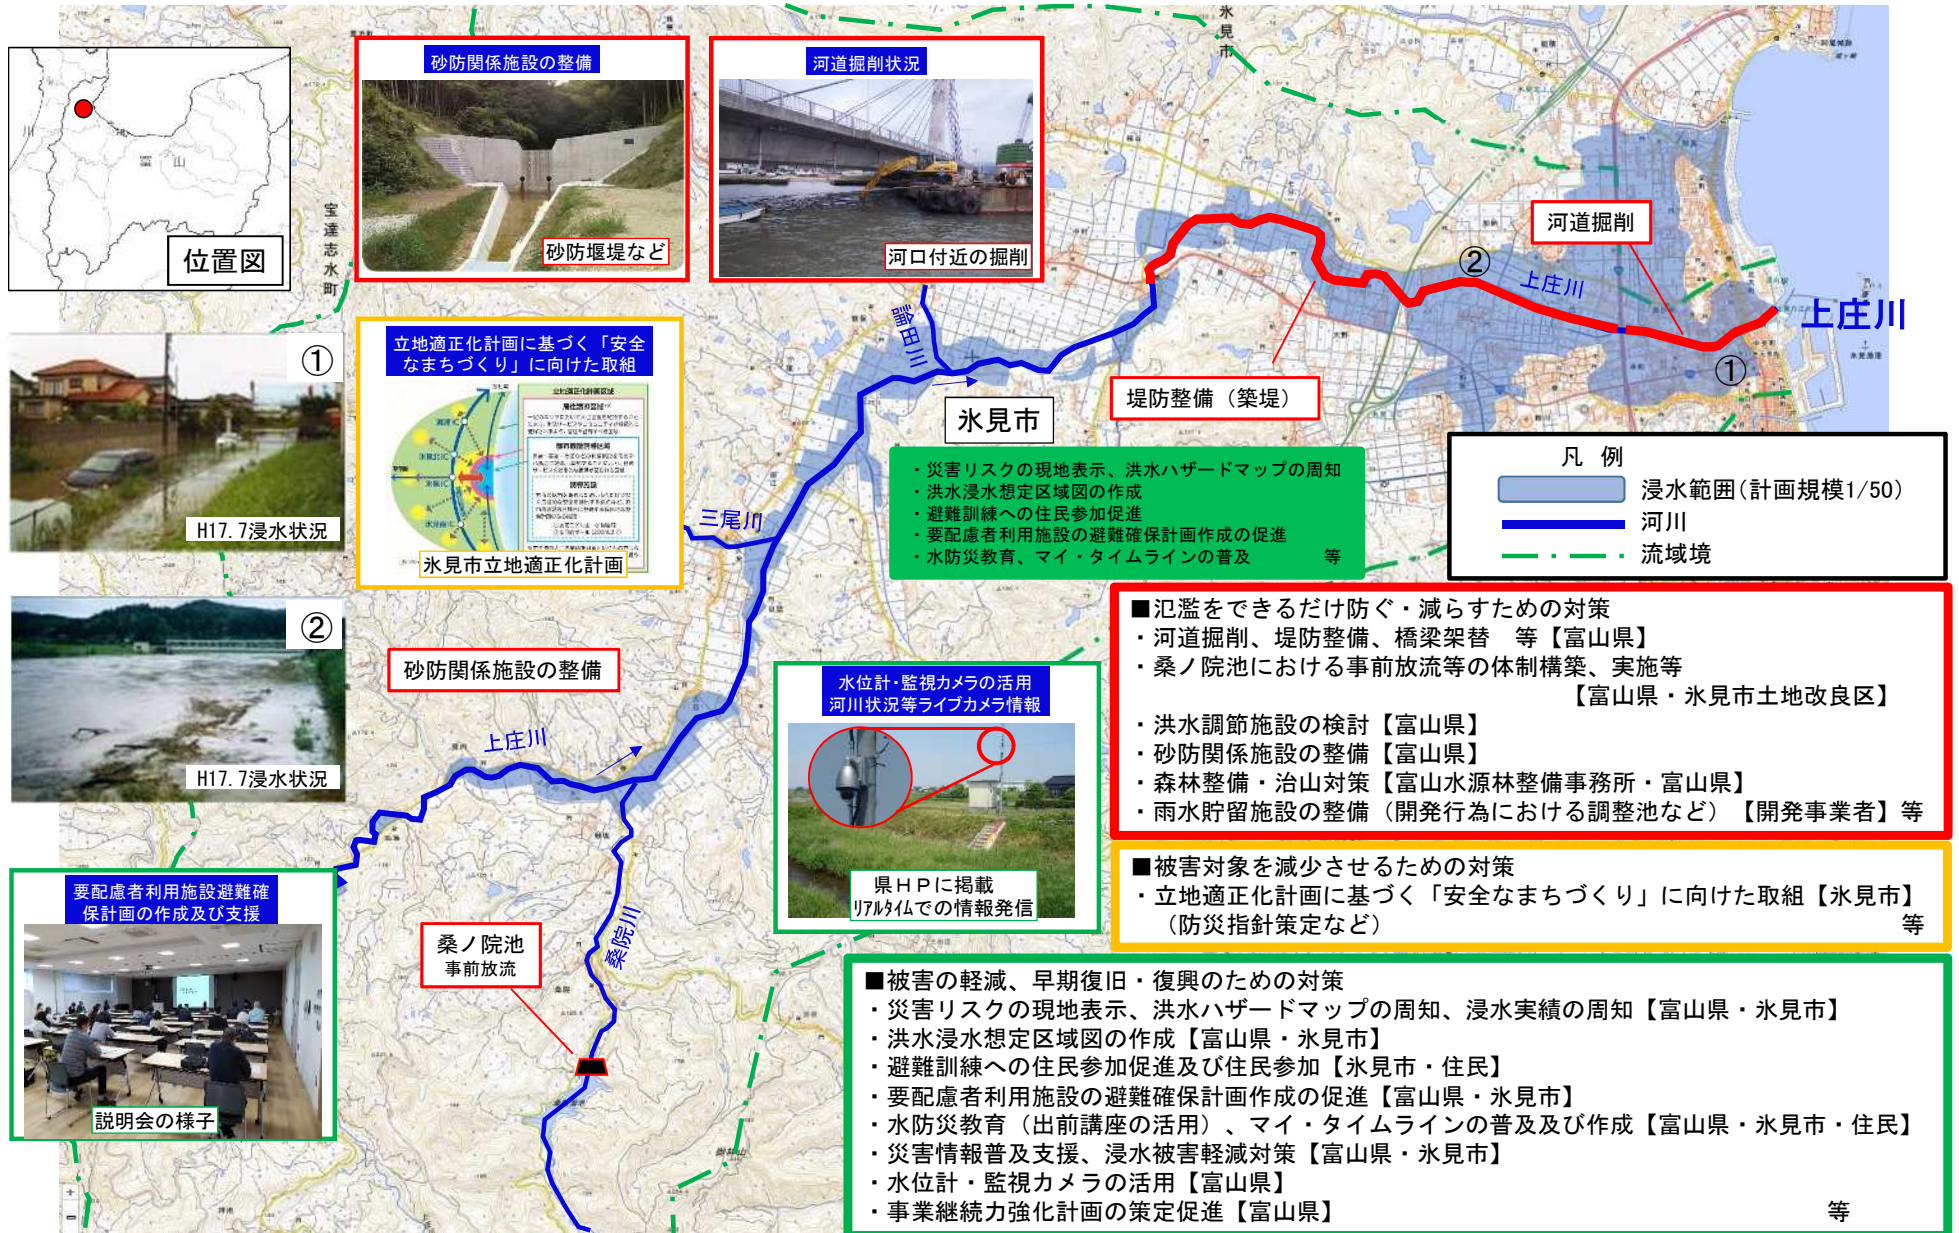 位置図
砂防関係施設の整備
砂防堰堤など
河道掘削状況
河口付近の掘削
氷見市
宝達志水町
①
H17.7浸水状況
②
H17.7浸水状況
立地適正化計画に基づく「安全
なまちづくり」に向けた取組
立地適正化計画区域
氷見市立地適正化計画
論田川
三尾川
上庄川
桑院川
上庄川
上庄川
②
①
河道掘削
堤防整備（築堤）
氷見市
・災害リスクの現地表示、洪水ハザードマップの周知
・洪水浸水想定区域図の作成
・避難訓練への住民参加促進
・要配慮者利用施設の避難確保計画作成の促進
・水防災教育、マイ・タイムラインの普及　　　等
凡 例
浸水範囲(計画規模1/50)
河川
流域境
砂防関係施設の整備
水位計・監視カメラの活用
河川状況等ライブカメラ情報
県ＨＰに掲載
ﾘｱﾙﾀｲﾑでの情報発信
要配慮者利用施設避難確
保計画の作成及び支援
説明会の様子
桑ノ院池
事前放流
■氾濫をできるだけ防ぐ・減らすための対策
・河道掘削、堤防整備、橋梁架替　等【富山県】
・桑ノ院池における事前放流等の体制構築、実施等
【富山県・氷見市土地改良区】
・洪水調節施設の検討【富山県】
・砂防関係施設の整備【富山県】
・森林整備・治山対策【富山水源林整備事務所・富山県】
・雨水貯留施設の整備（開発行為における調整池など）【開発事業者】等
■被害対象を減少させるための対策
・立地適正化計画に基づく「安全なまちづくり」に向けた取組【氷見市】
（防災指針策定など）　　　等
■被害の軽減、早期復旧・復興のための対策
・災害リスクの現地表示、洪水ハザードマップの周知、浸水実績の周知【富山県・氷見市】
・洪水浸水想定区域図の作成【富山県・氷見市】
・避難訓練への住民参加促進及び住民参加【氷見市・住民】
・要配慮者利用施設の避難確保計画作成の促進【富山県・氷見市】
・水防災教育（出前講座の活用）、マイ・タイムラインの普及及び作成【富山県・氷見市・住民】
・災害情報普及支援、浸水被害軽減対策【富山県・氷見市】
・水位計・監視カメラの活用【富山県】
・事業継続力強化計画の策定促進【富山県】　　　等